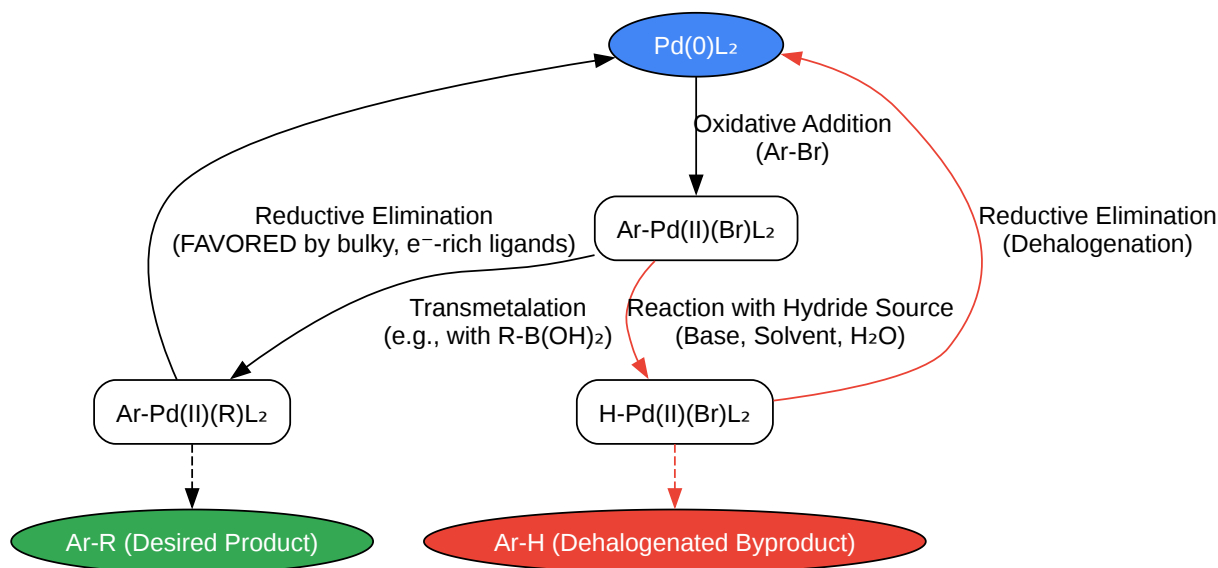 Pd(0)L₂
Oxidative Addition
(Ar-Br)
Reductive Elimination
(FAVORED by bulky, e⁻-rich ligands)
Ar-Pd(II)(Br)L₂
Reductive Elimination
(Dehalogenation)
Transmetalation
(e.g., with R-B(OH)₂)
Reaction with Hydride Source
(Base, Solvent, H₂O)
Ar-Pd(II)(R)L₂
H-Pd(II)(Br)L₂
Ar-R (Desired Product)
Ar-H (Dehalogenated Byproduct)